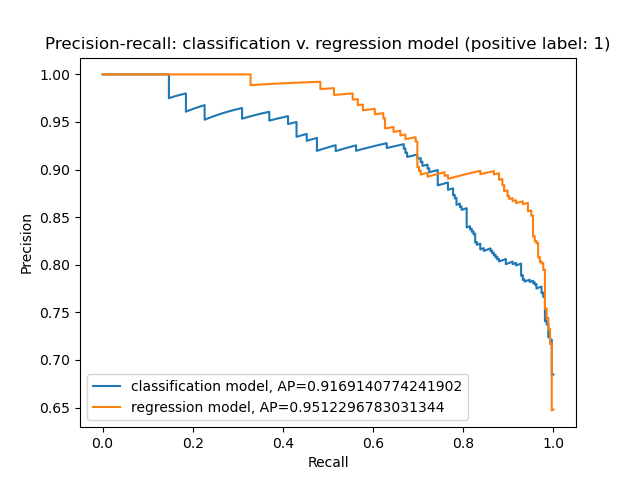 Precision-recall: classification v. regression model (positive label: 1)
1.00
0.95
0.90
0.85
0.80
0.75
0.70
0.65
Precision
classification model, AP=0.9169140774241902
regression model, AP=0.9512296783031344
0.0 0.2 0.4 0.6 0.8 1.0
Recall